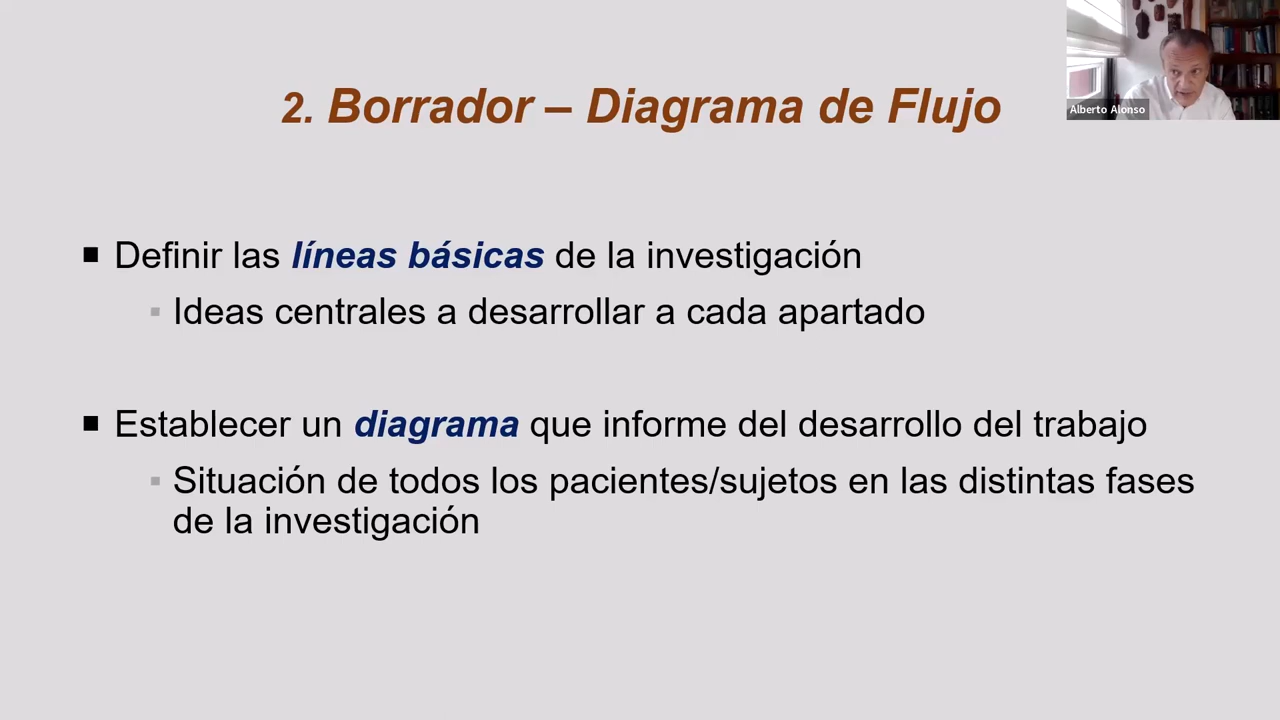 2. Borrador – Diagrama de Flujo
Alberto Alonso
■ Definir las líneas básicas de la investigación
▪ Ideas centrales a desarrollar a cada apartado
■ Establecer un diagrama que informe del desarrollo del trabajo
▪ Situación de todos los pacientes/sujetos en las distintas fases
de la investigación